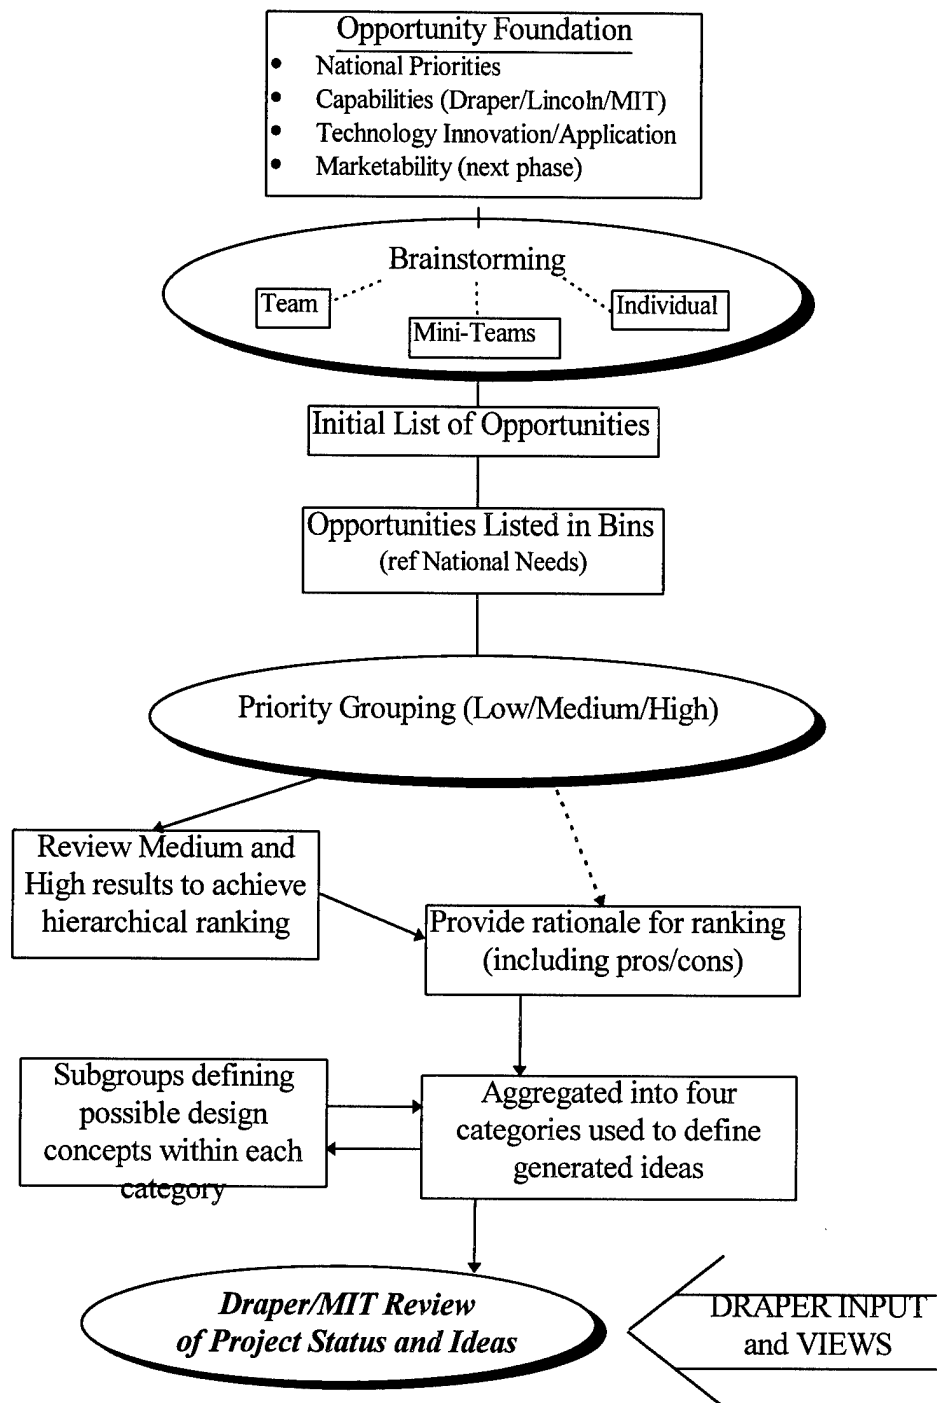 Opportunity Foundation
• National Priorities
• Capabilities (Draper/Lincoln/MIT)
• Technology Innovation/Application
• Marketability (next phase)
Brainstorming
Team
Mini-Teams
Individual
Initial List of Opportunities
Opportunities Listed in Bins
(ref National Needs)
Priority Grouping (Low/Medium/High)
Review Medium and
High results to achieve
hierarchical ranking
Provide rationale for ranking
(including pros/cons)
Subgroups defining
possible design
concepts within each
category
Aggregated into four
categories used to define
generated ideas
Draper/MIT Review
of Project Status and Ideas
DRAPER INPUT
and VIEWS